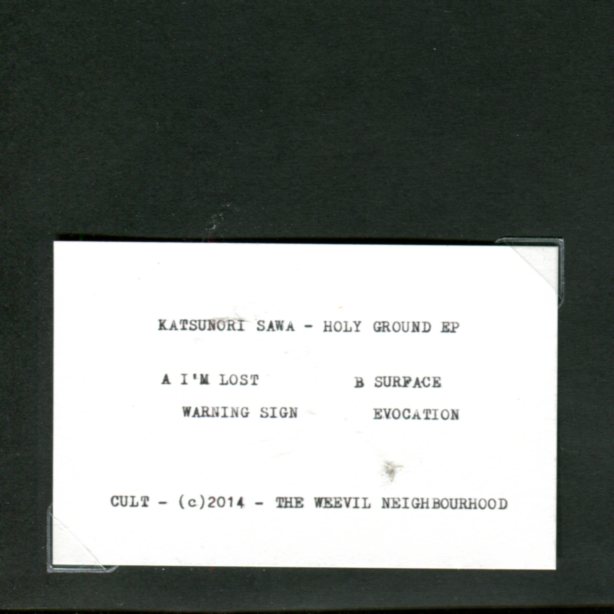 KATSUNORI SAWA - HOLY GROUND EP
A I'M LOST B SURFACE
WARNING SIGN EVOCATION
CULT - (c)2014 - THE WEEVIL NEIGHBOURHOOD